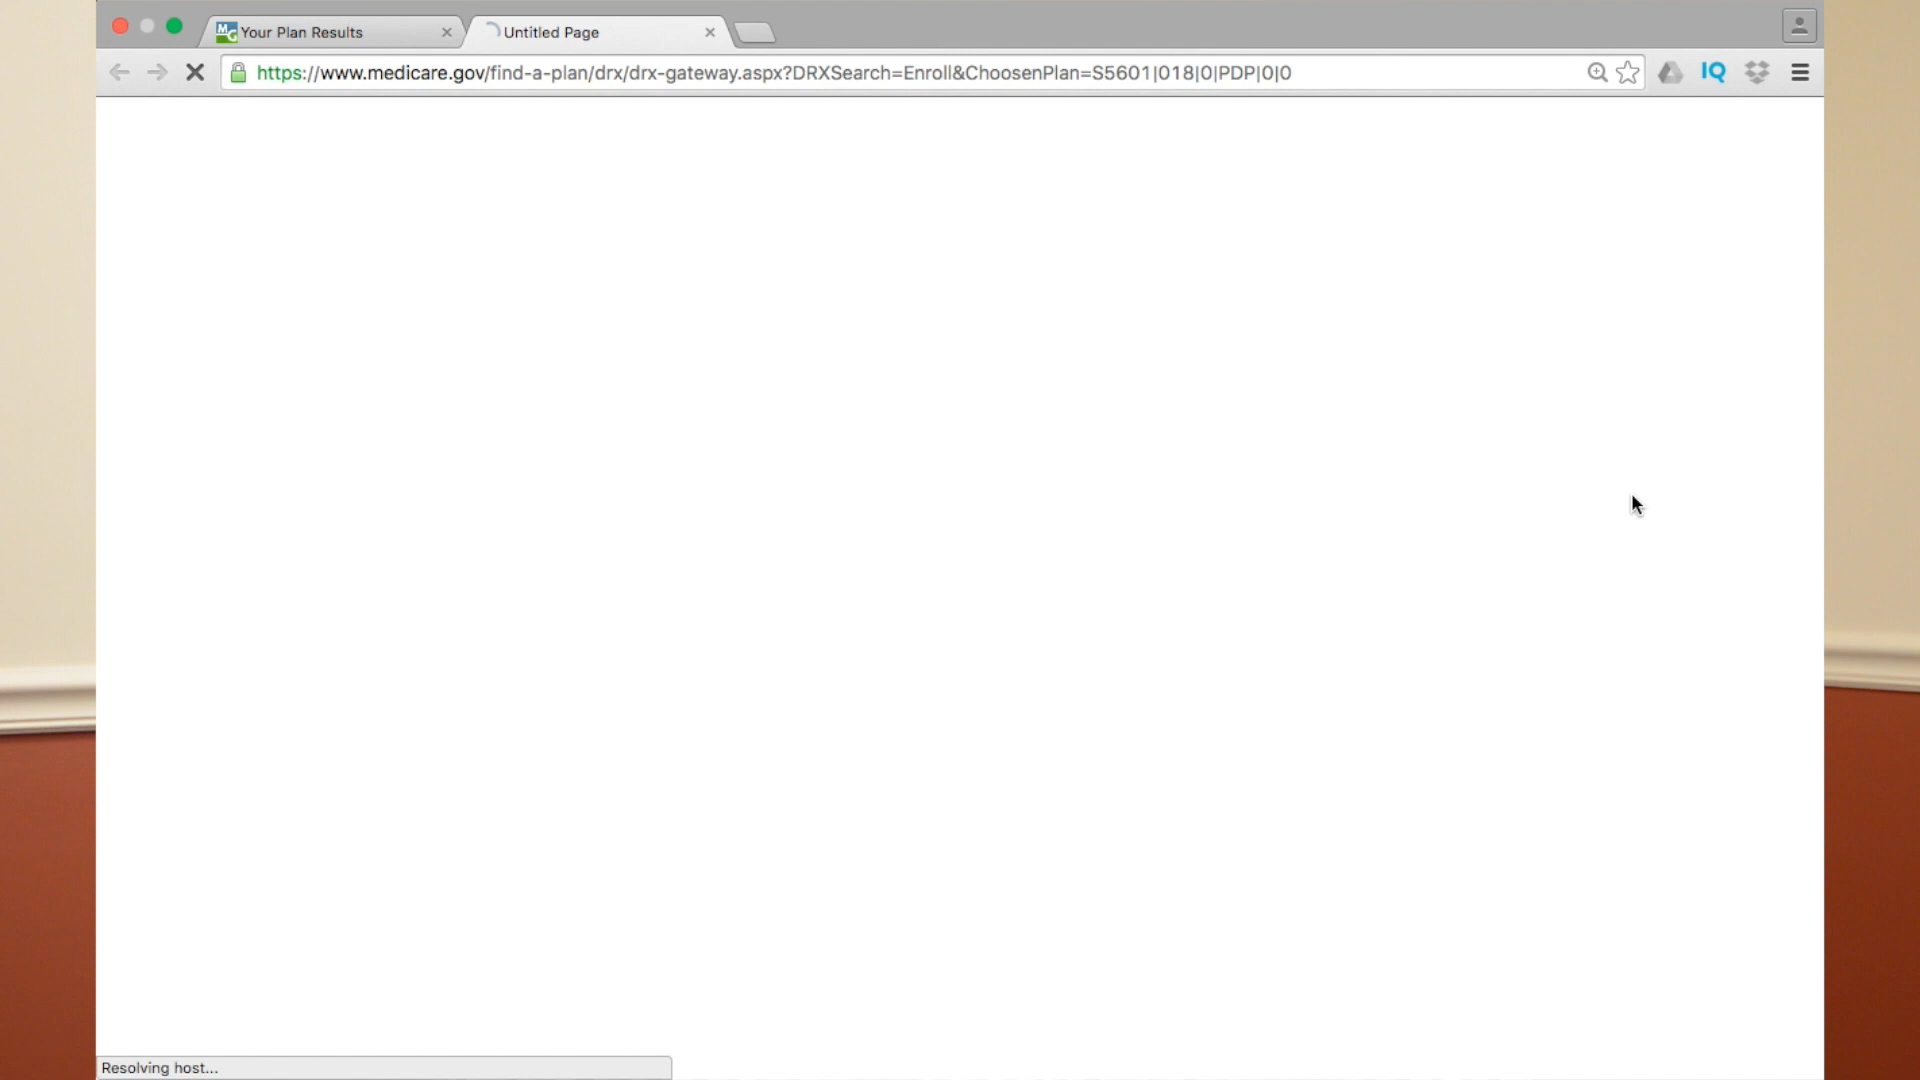 Your Plan Results
Untitled Page
https://www.medicare.gov/find-a-plan/drx/drx-gateway.aspx?DRXSearch=Enroll&ChoosenPlan=S5601|018|0|PDP|0|0
IQ
Resolving host...